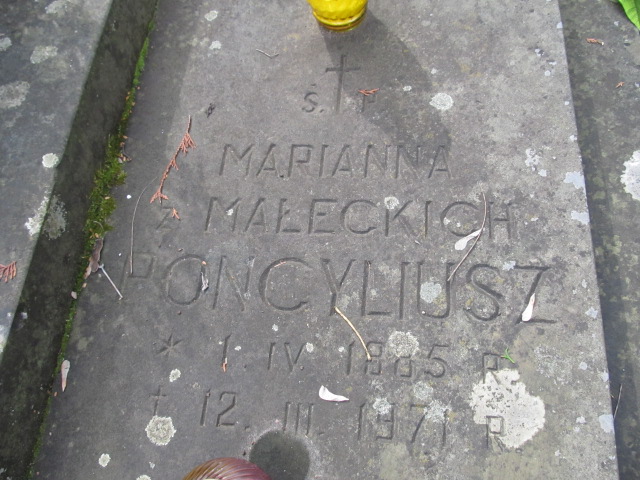 Ś. P.
MARIANNA
Z MAŁECKICH
PONCYLIUSZ
* 1. IV. 1885 R.
† 12. III. 1971 R.